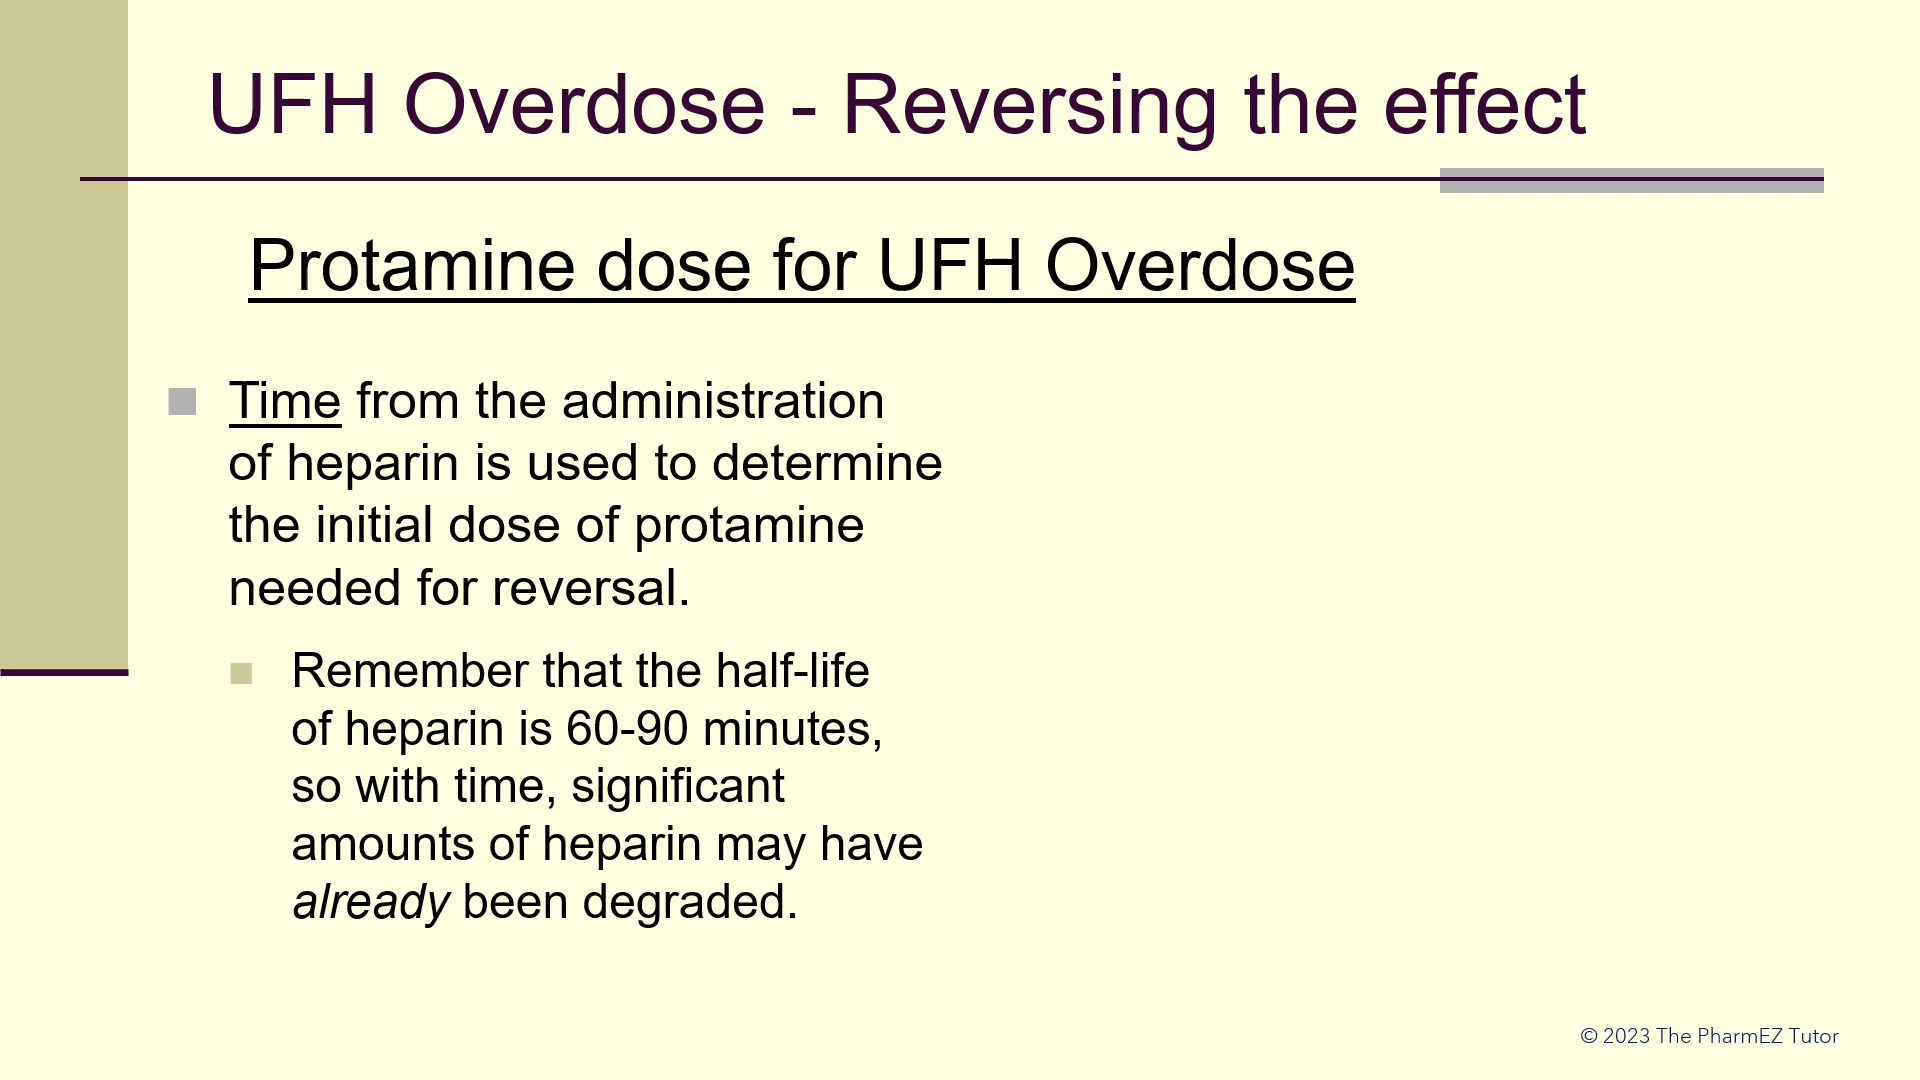 UFH Overdose - Reversing the effect
Protamine dose for UFH Overdose
Time from the administration
of heparin is used to determine
the initial dose of protamine
needed for reversal.
Remember that the half-life
of heparin is 60-90 minutes,
so with time, significant
amounts of heparin may have
already been degraded.
© 2023 The PharmEZ Tutor